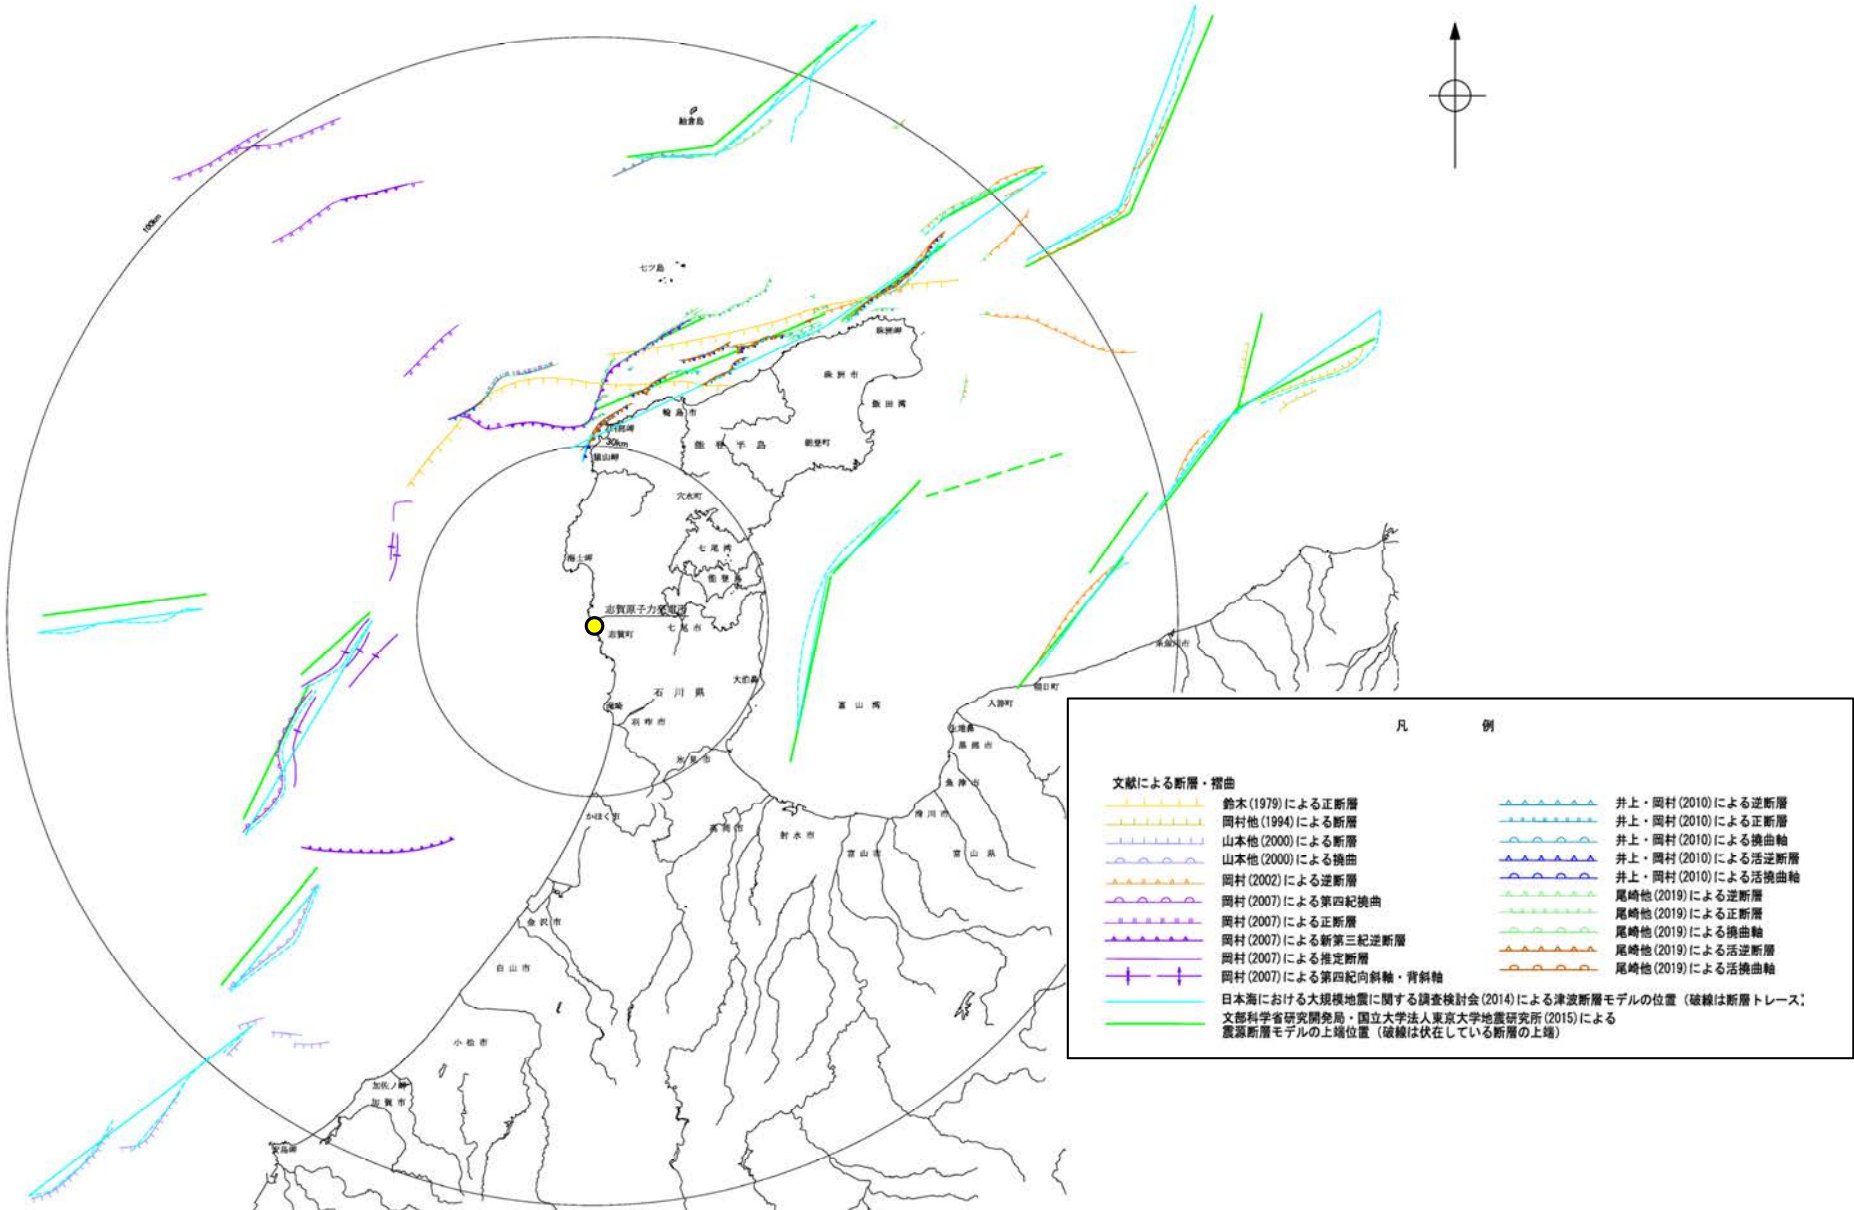 舳倉島
100km
七ツ島
珠洲岬
珠洲市
飯田湾
輪島市
30km
猿山岬
能登半島
能登町
穴水町
七尾湾
海士岬
能登島
志賀原子力発電所
志賀町
七尾市
大泊鼻
石川県
滝崎
羽咋市
富山湾
糸魚川市
朝日町
入善町
生地鼻
黒部市
氷見市
魚津市
かほく市
高岡市
射水市
滑川市
富山市
富山県
金沢市
白山市
小松市
加佐ノ岬
加賀市
安島岬
凡例
文献による断層・褶曲
鈴木(1979)による正断層
岡村他(1994)による断層
山本他(2000)による断層
山本他(2000)による撓曲
岡村(2002)による逆断層
岡村(2007)による第四紀撓曲
岡村(2007)による正断層
岡村(2007)による新第三紀逆断層
岡村(2007)による推定断層
岡村(2007)による第四紀向斜軸・背斜軸
井上・岡村(2010)による逆断層
井上・岡村(2010)による正断層
井上・岡村(2010)による撓曲軸
井上・岡村(2010)による活逆断層
井上・岡村(2010)による活撓曲軸
尾崎他(2019)による逆断層
尾崎他(2019)による正断層
尾崎他(2019)による撓曲軸
尾崎他(2019)による活逆断層
尾崎他(2019)による活撓曲軸
日本海における大規模地震に関する調査検討会(2014)による津波断層モデルの位置（破線は断層トレース）
文部科学省研究開発局・国立大学法人東京大学地震研究所(2015)による
震源断層モデルの上端位置（破線は伏在している断層の上端）